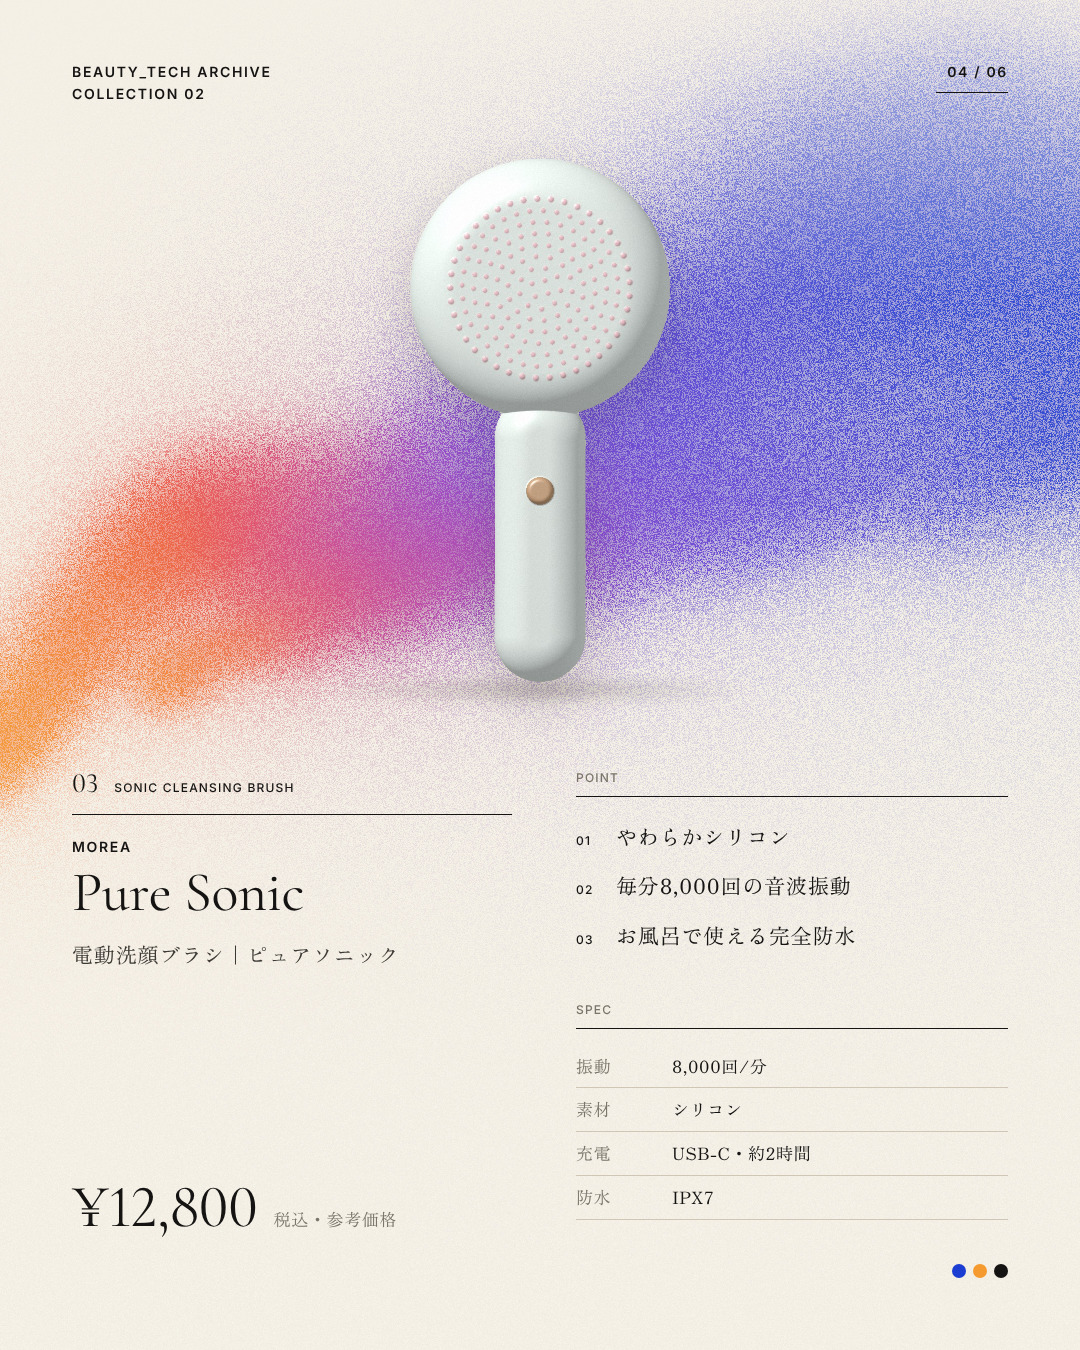 BEAUTY_TECH ARCHIVE
COLLECTION 02
04 / 06
03 SONIC CLEANSING BRUSH
MOREA
Pure Sonic
電動洗顔ブラシ｜ピュアソニック
¥12,800 税込・参考価格
POINT
01 やわらかシリコン
02 毎分8,000回の音波振動
03 お風呂で使える完全防水
SPEC
振動 8,000回/分
素材 シリコン
充電 USB-C・約2時間
防水 IPX7